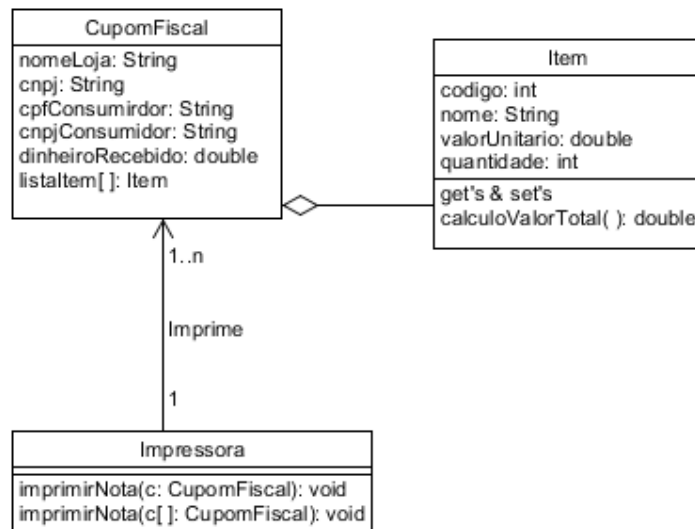 CupomFiscal
nomeLoja: String
cnpj: String
cpfConsumirdor: String
cnpjConsumidor: String
dinheiroRecebido: double
listaItem[ ]: Item
Item
codigo: int
nome: String
valorUnitario: double
quantidade: int
get's & set's
calculoValorTotal( ): double
1..n
Imprime
1
Impressora
imprimirNota(c: CupomFiscal): void
imprimirNota(c[ ]: CupomFiscal): void